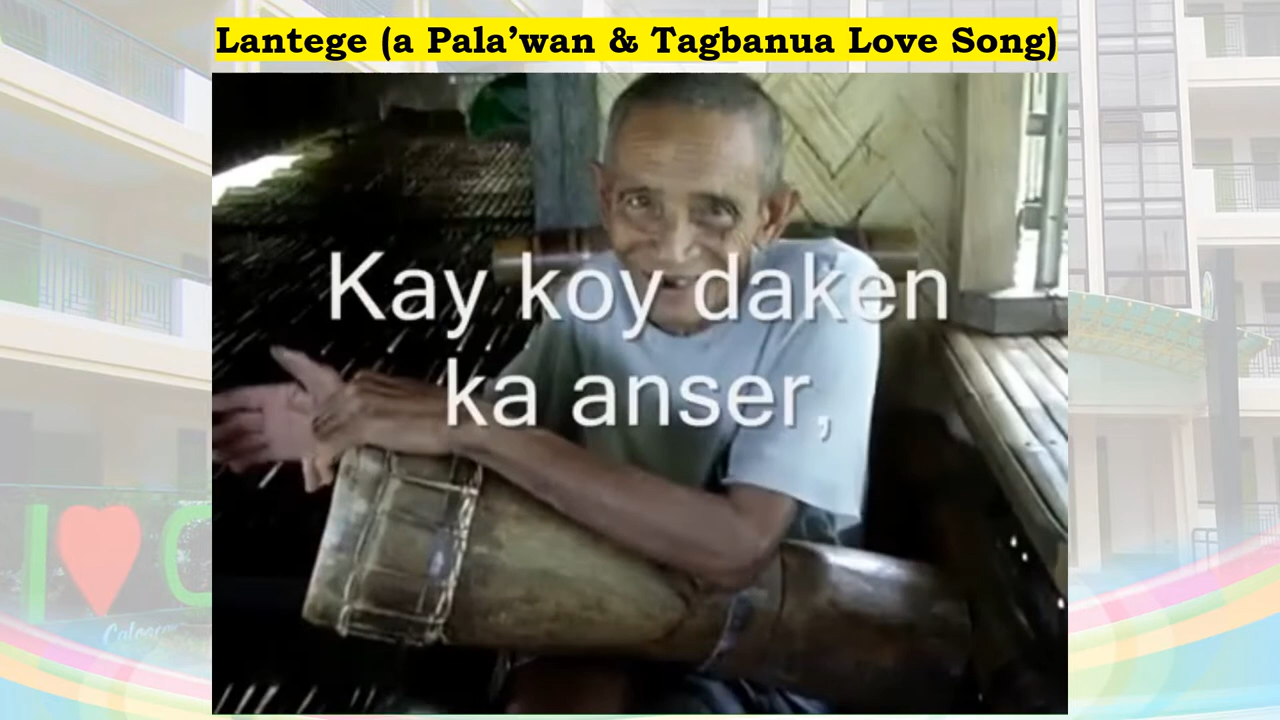 Lantege (a Pala’wan & Tagbanua Love Song)
Kay koy daken
ka anser,
I